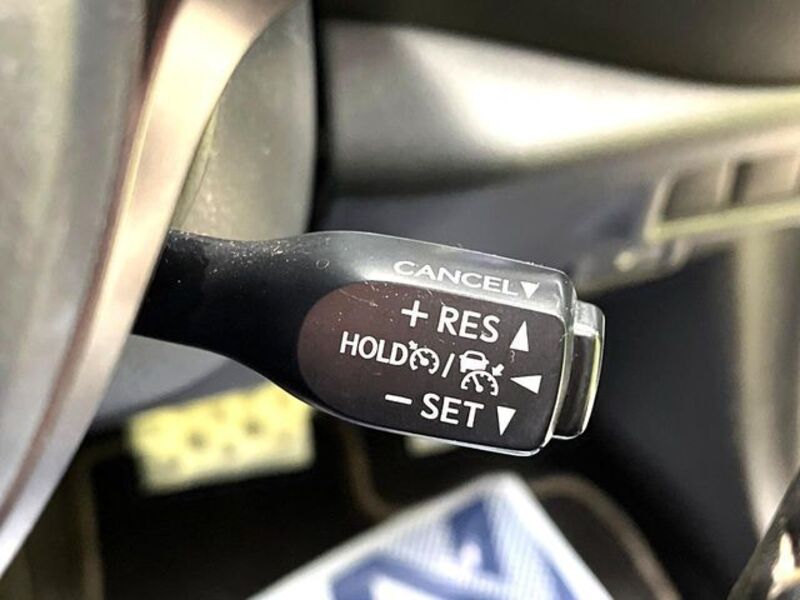 CANCEL▼
+ RES ▲
HOLD / ◀
− SET ▼